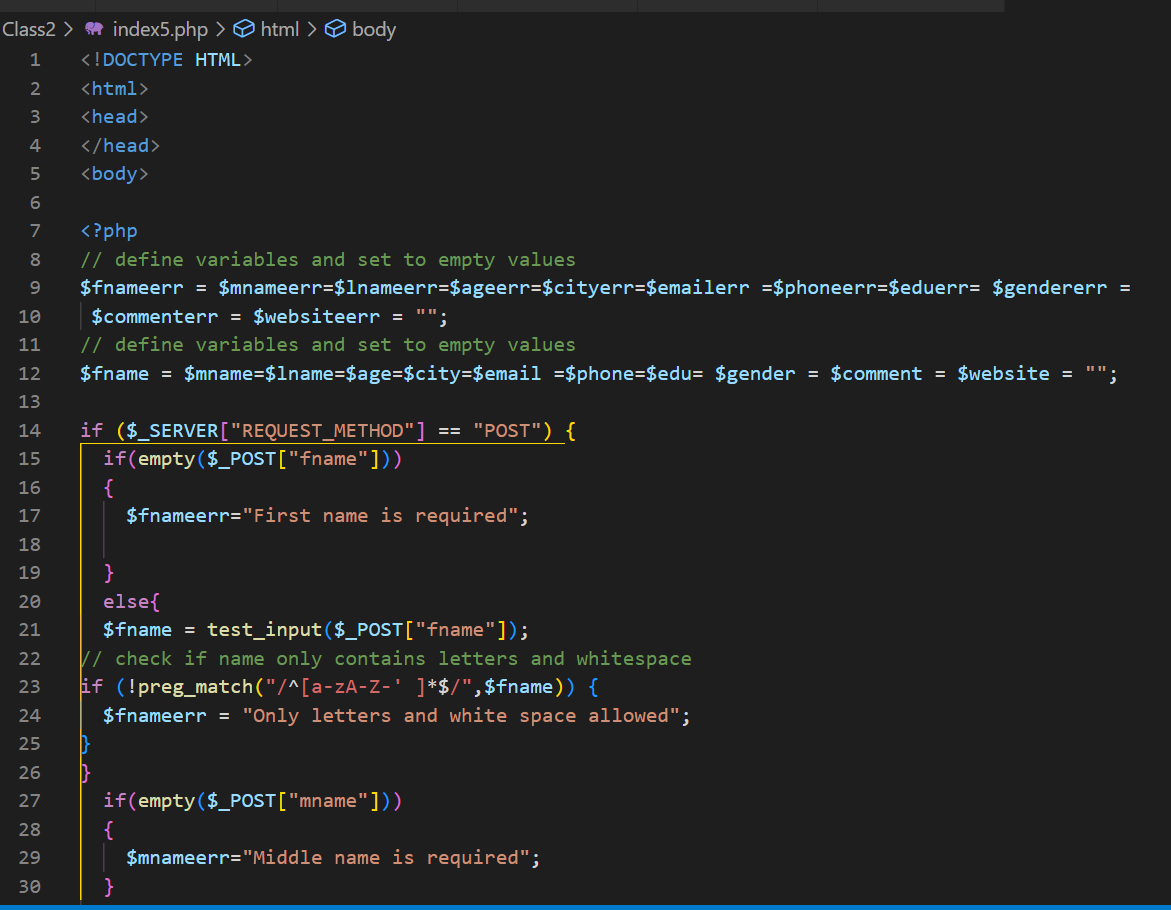 Class2 > index5.php > html > body
1 <!DOCTYPE HTML>
2 <html>
3 <head>
4 </head>
5 <body>
6
7 <?php
8 // define variables and set to empty values
9 $fnameerr = $mnameerr=$lnameerr=$ageerr=$cityerr=$emailerr =$phoneerr=$eduerr= $gendererr =
10 $commenterr = $websiteerr = "";
11 // define variables and set to empty values
12 $fname = $mname=$lname=$age=$city=$email =$phone=$edu= $gender = $comment = $website = "";
13
14 if ($_SERVER["REQUEST_METHOD"] == "POST") {
15 if(empty($_POST["fname"]))
16 {
17 $fnameerr="First name is required";
18
19 }
20 else{
21 $fname = test_input($_POST["fname"]);
22 // check if name only contains letters and whitespace
23 if (!preg_match("/^[a-zA-Z-' ]*$/",$fname)) {
24 $fnameerr = "Only letters and white space allowed";
25 }
26 }
27 if(empty($_POST["mname"]))
28 {
29 $mnameerr="Middle name is required";
30 }